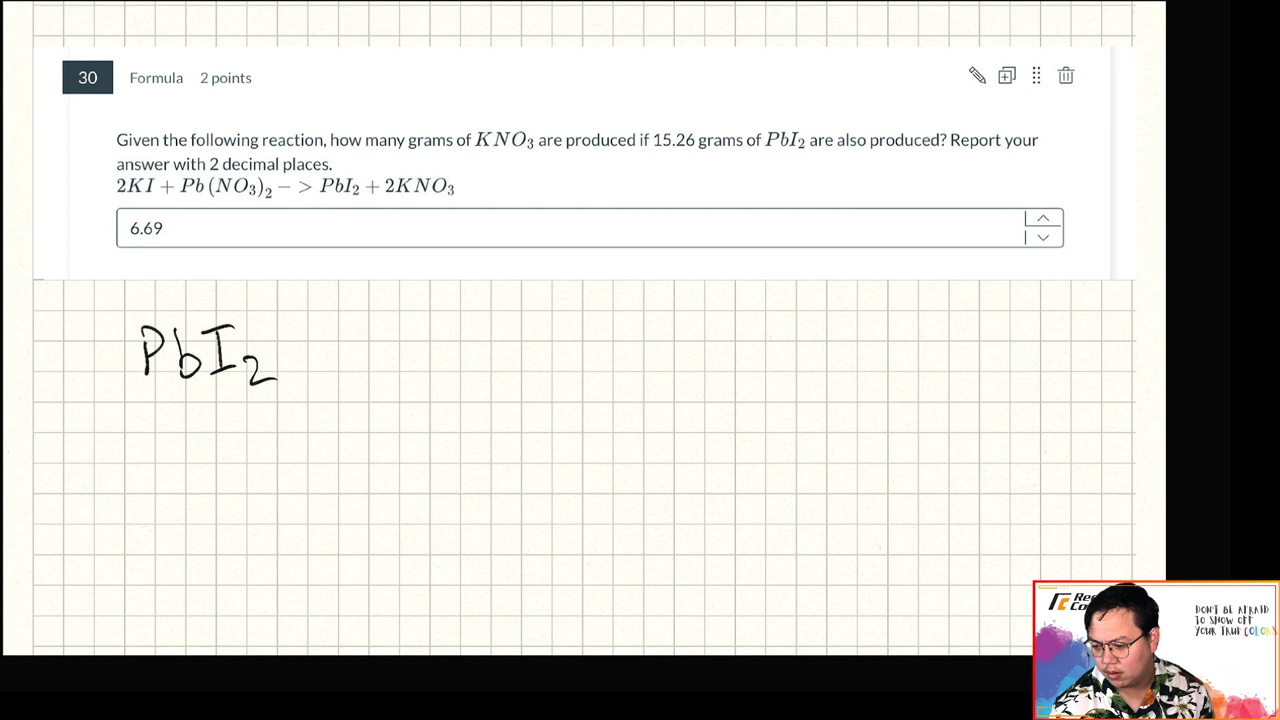 30 Formula 2 points
Given the following reaction, how many grams of KNO₃ are produced if 15.26 grams of PbI₂ are also produced? Report your
answer with 2 decimal places.
2KI + Pb(NO₃)₂ − > PbI₂ + 2KNO₃
6.69
PbI₂
DON'T BE AFRAID
TO SHOW OFF
YOUR TRUE COLORS